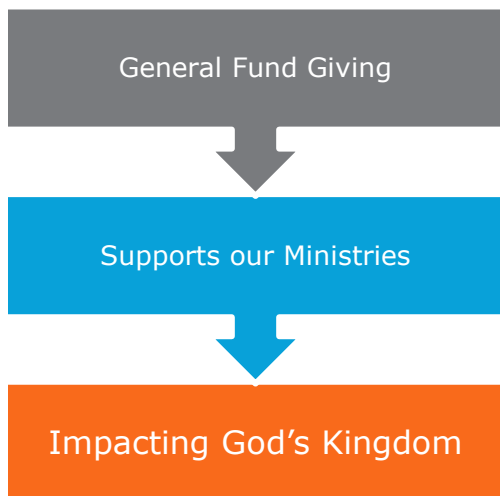 General Fund Giving
Supports our Ministries
Impacting God’s Kingdom